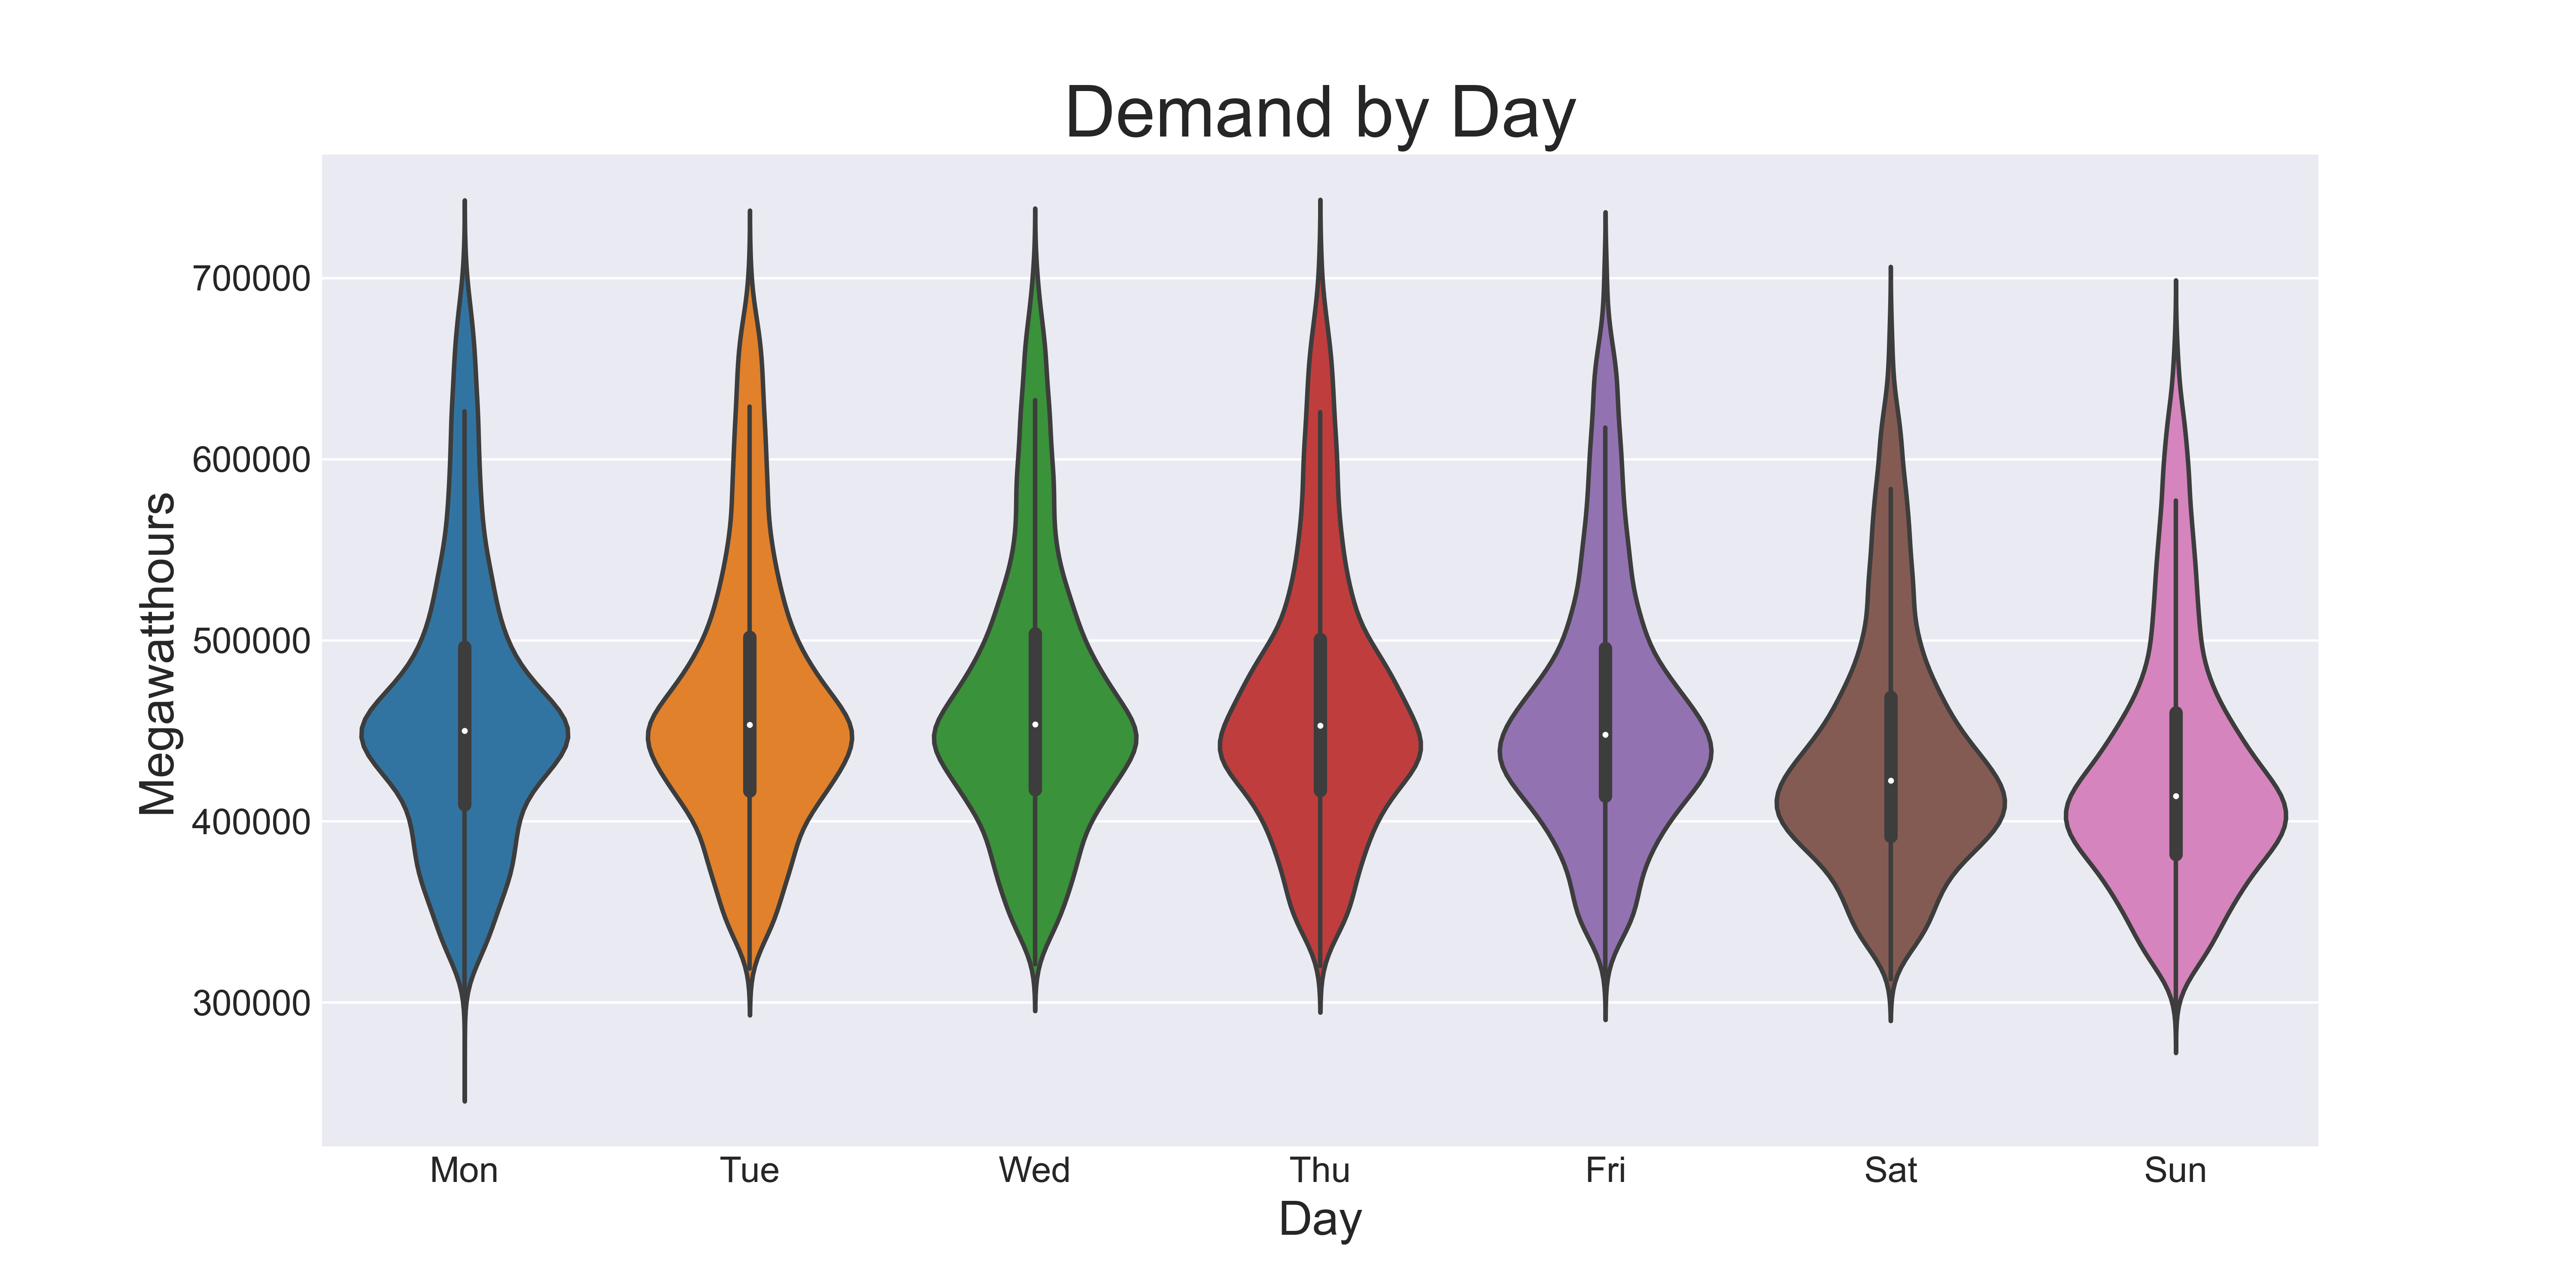 Demand by Day
Megawatthours
700000
600000
500000
400000
300000
Mon Tue Wed Thu Fri Sat Sun
Day